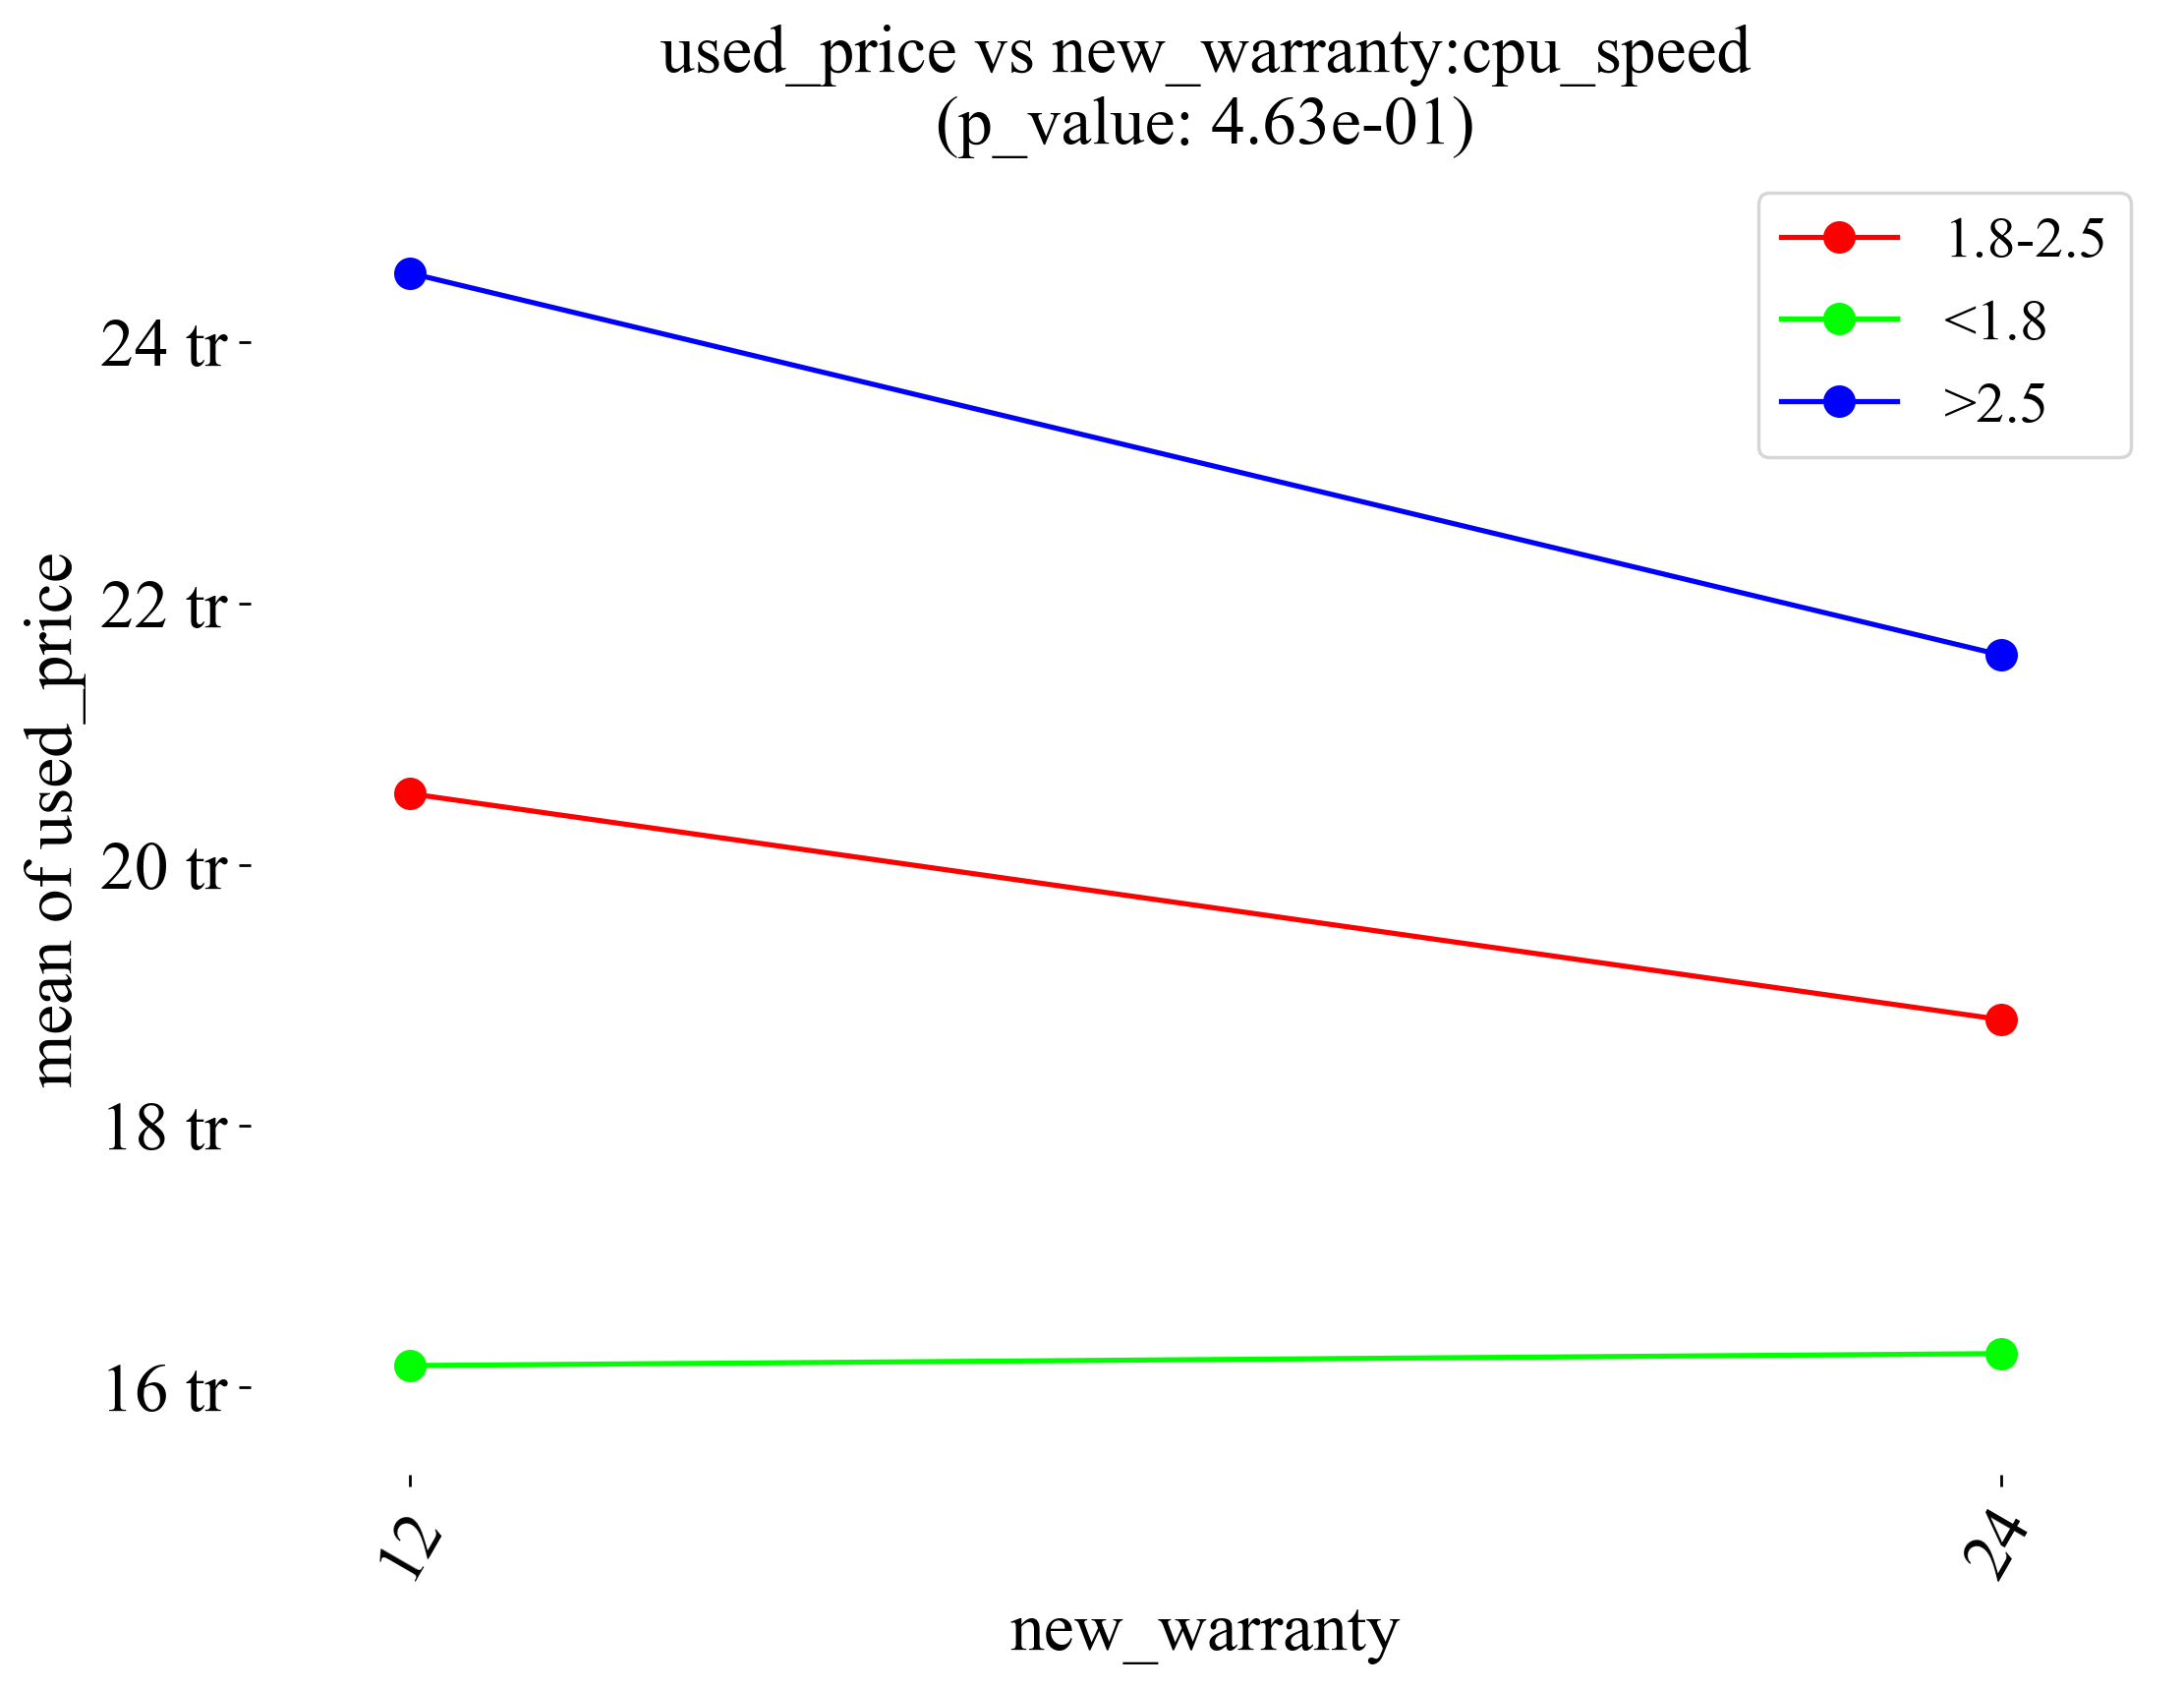 used_price vs new_warranty:cpu_speed
(p_value: 4.63e-01)
1.8-2.5
<1.8
>2.5
mean of used_price
24 tr
22 tr
20 tr
18 tr
16 tr
12
24
new_warranty